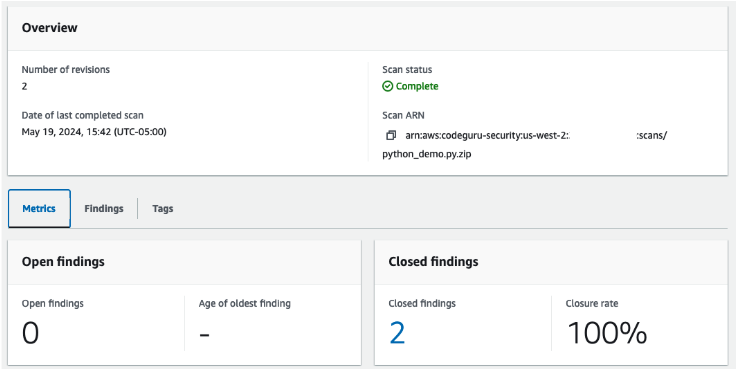 Overview
Number of revisions
2
Date of last completed scan
May 19, 2024, 15:42 (UTC-05:00)
Scan status
Complete
Scan ARN
arn:aws:codeguru-security:us-west-2: :scans/
python_demo.py.zip
Metrics Findings Tags
Open findings
Open findings
0
Age of oldest finding
-
Closed findings
Closed findings
2
Closure rate
100%